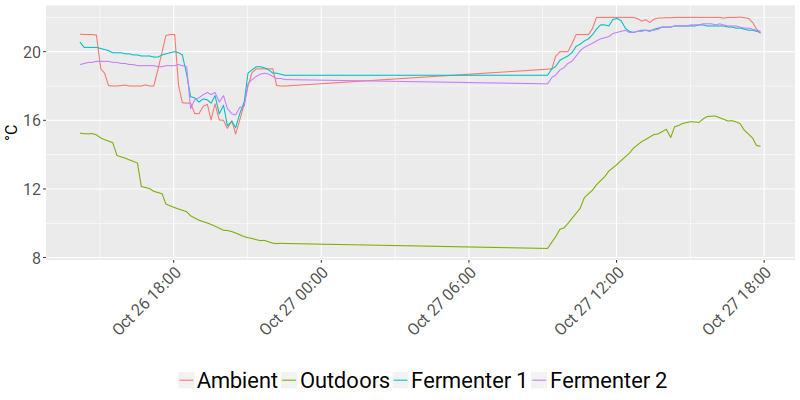 °C
20
16
12
8
Oct 26 18:00
Oct 27 00:00
Oct 27 06:00
Oct 27 12:00
Oct 27 18:00
Ambient Outdoors Fermenter 1 Fermenter 2